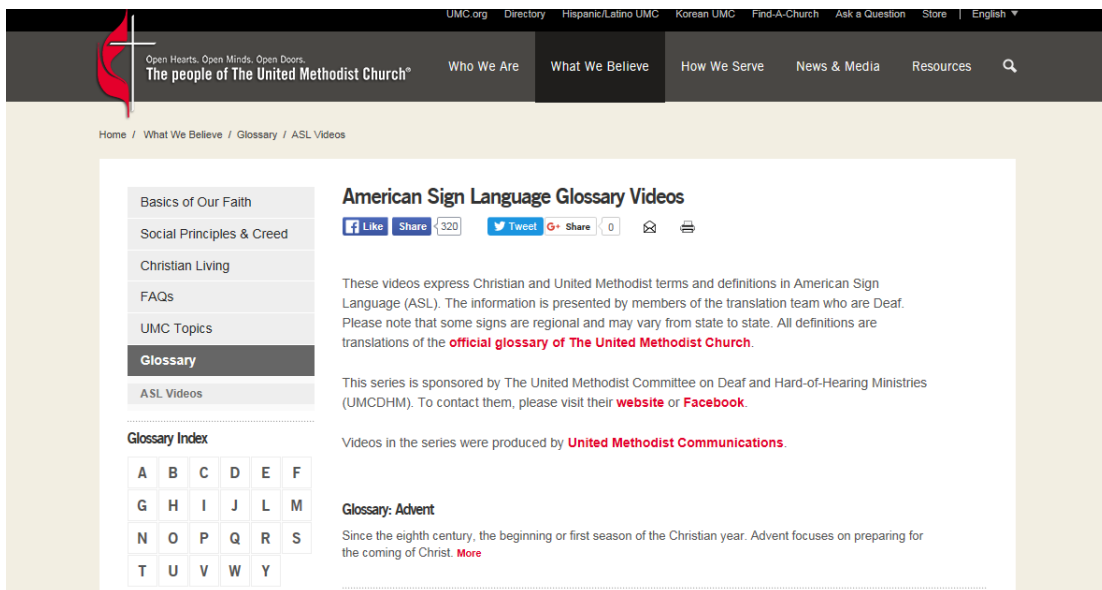 UMC.org Directory Hispanic/Latino UMC Korean UMC Find-A-Church Ask a Question Store | English ▼
Open Hearts. Open Minds. Open Doors.
The people of The United Methodist Church®
Who We Are What We Believe How We Serve News & Media Resources
Home / What We Believe / Glossary / ASL Videos
Basics of Our Faith
Social Principles & Creed
Christian Living
FAQs
UMC Topics
Glossary
ASL Videos
Glossary Index
A B C D E F
G H I J L M
N O P Q R S
T U V W Y
American Sign Language Glossary Videos
Like Share 320 Tweet G+ Share 0
These videos express Christian and United Methodist terms and definitions in American Sign
Language (ASL). The information is presented by members of the translation team who are Deaf.
Please note that some signs are regional and may vary from state to state. All definitions are
translations of the official glossary of The United Methodist Church.
This series is sponsored by The United Methodist Committee on Deaf and Hard-of-Hearing Ministries
(UMCDHM). To contact them, please visit their website or Facebook.
Videos in the series were produced by United Methodist Communications.
Glossary: Advent
Since the eighth century, the beginning or first season of the Christian year. Advent focuses on preparing for
the coming of Christ. More